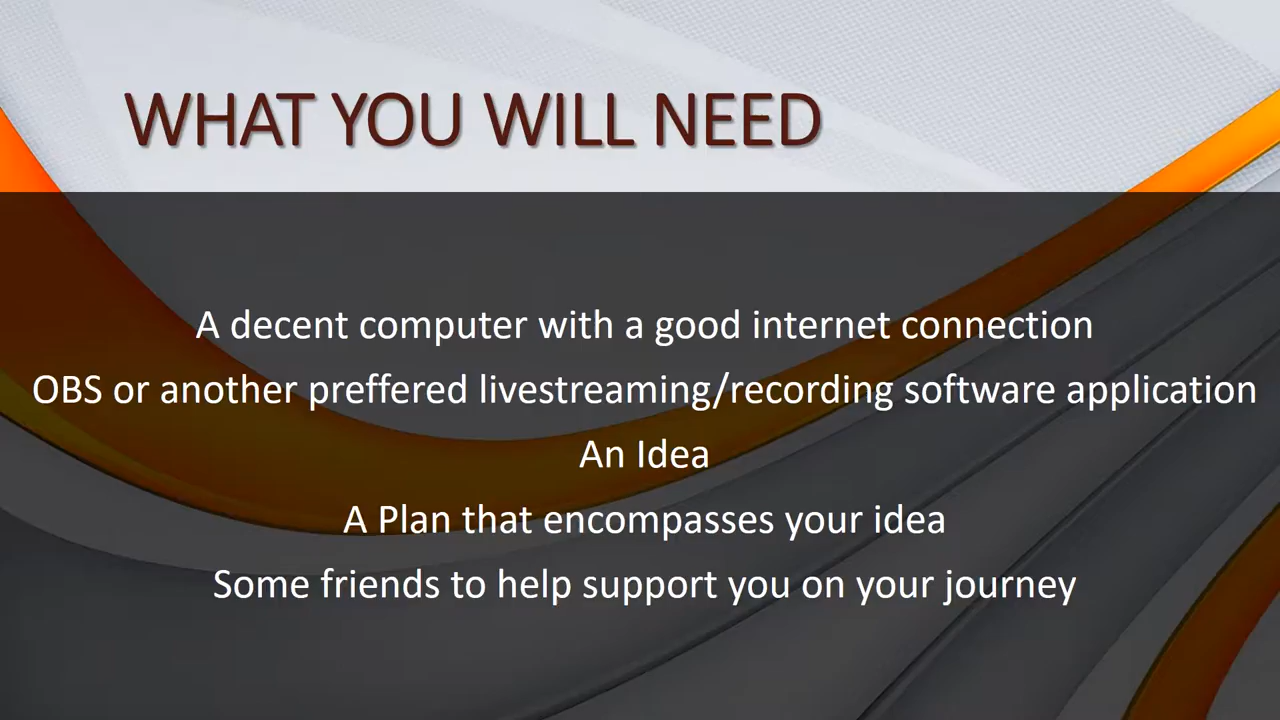 WHAT YOU WILL NEED
A decent computer with a good internet connection
OBS or another preffered livestreaming/recording software application
An Idea
A Plan that encompasses your idea
Some friends to help support you on your journey